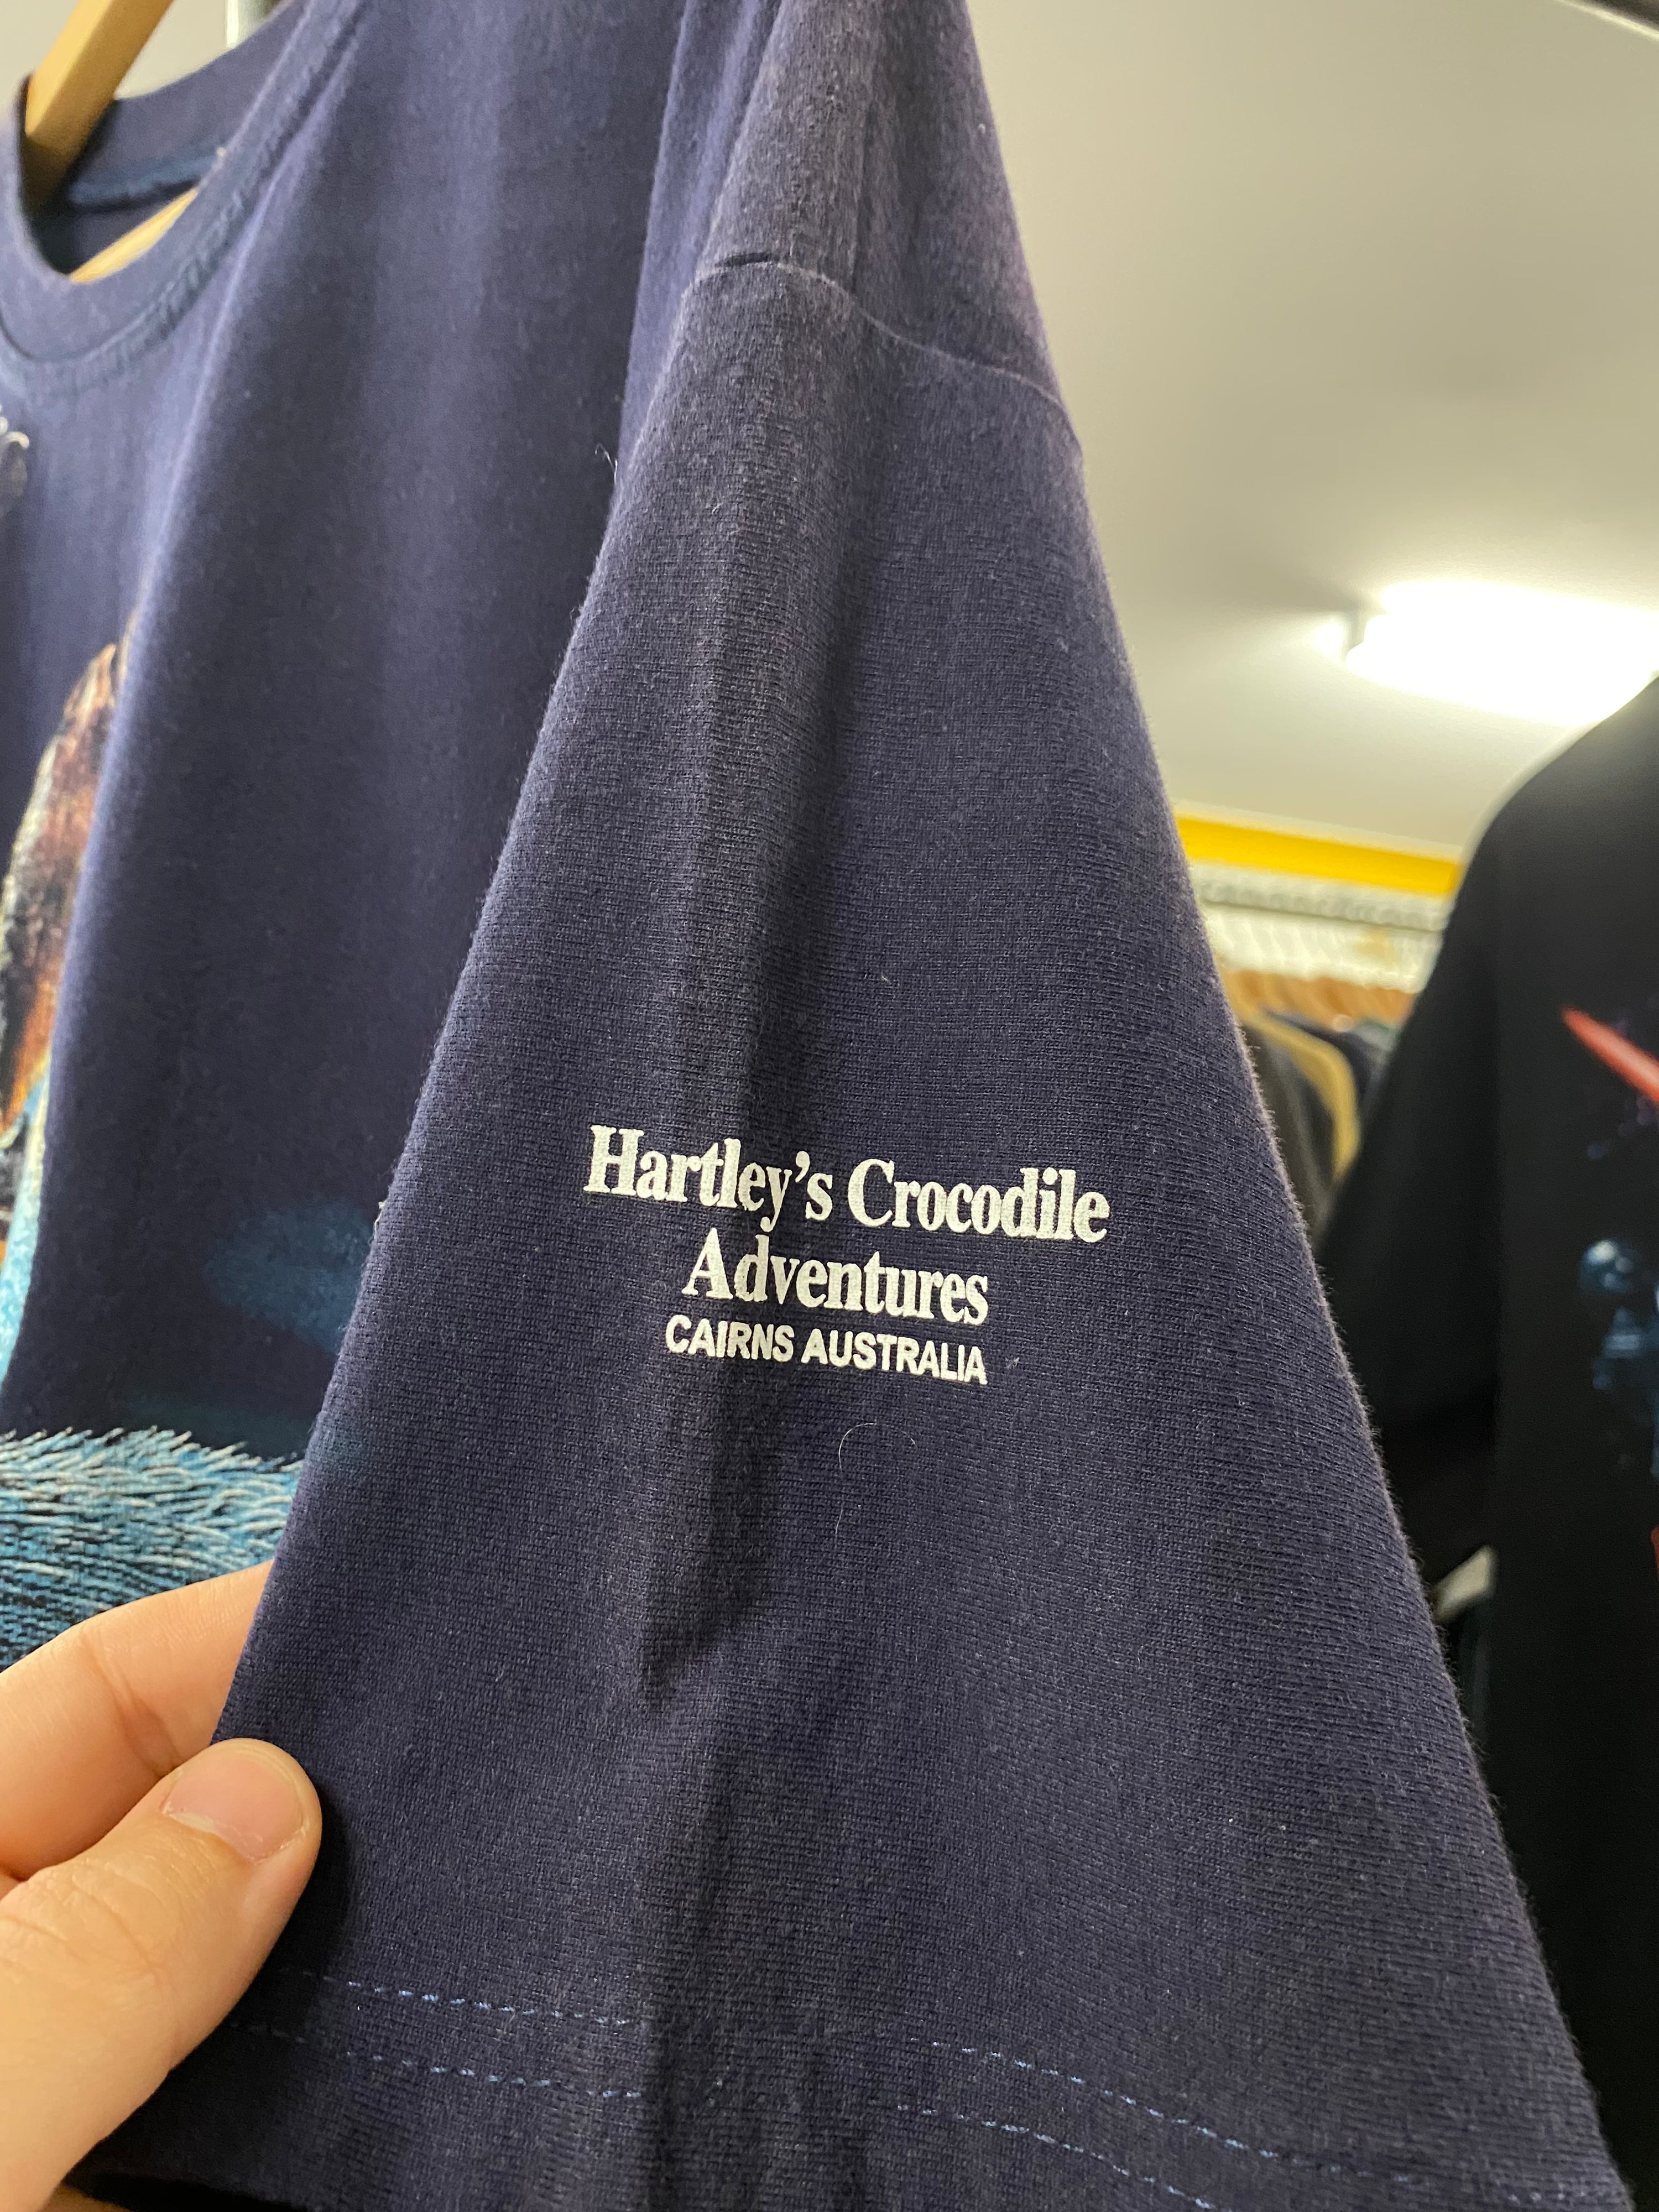 Hartley's Crocodile
Adventures
CAIRNS AUSTRALIA